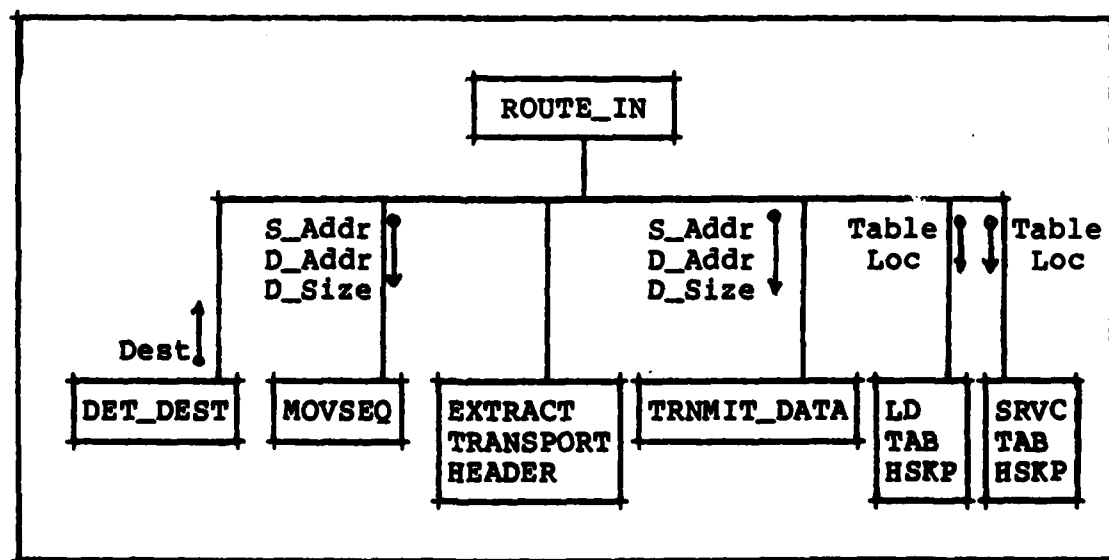 ROUTE_IN
S_Addr
D_Addr
D_Size
S_Addr
D_Addr
D_Size
Table
Loc
Table
Loc
Dest
DET_DEST
MOVSEQ
EXTRACT
TRANSPORT
HEADER
TRNMIT_DATA
LD
TAB
HSKP
SRVC
TAB
HSKP